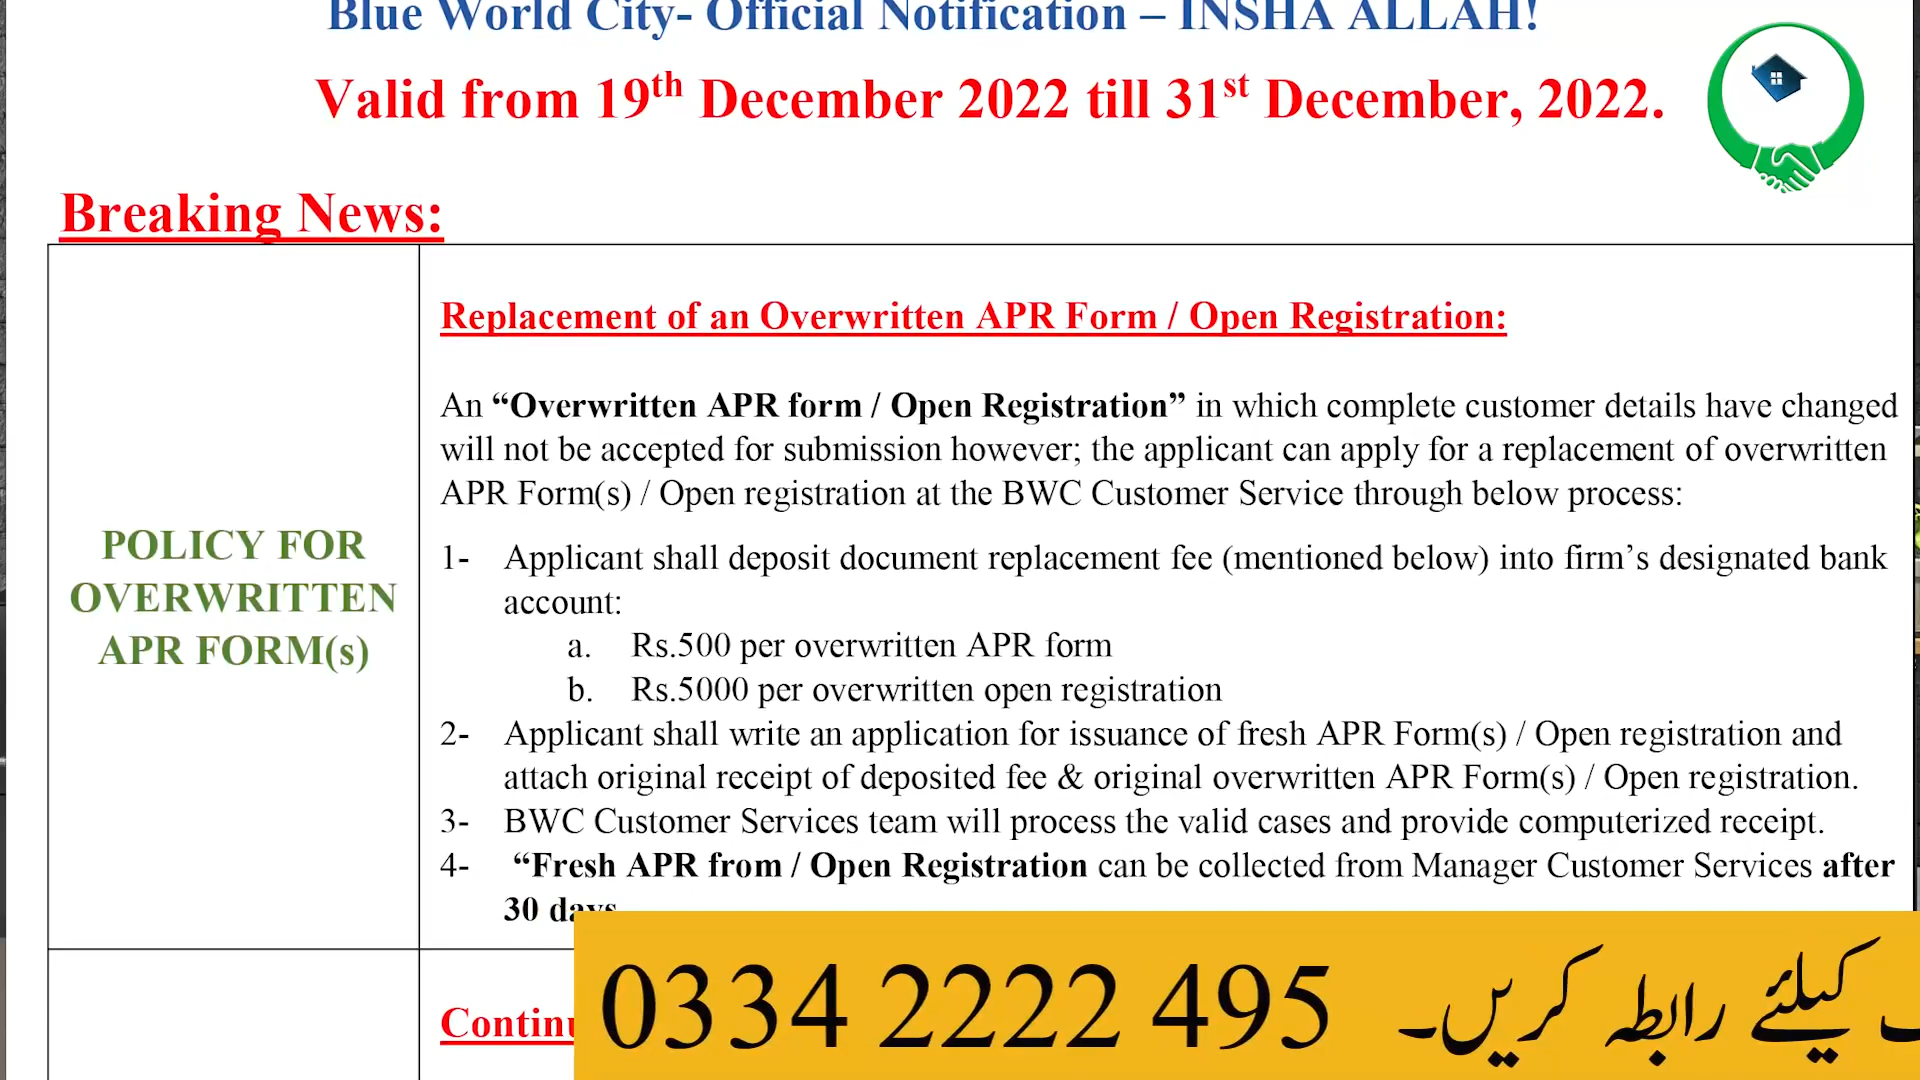 Blue World City- Official Notification – INSHA ALLAH!
Valid from 19th December 2022 till 31st December, 2022.
Breaking News:
POLICY FOR
OVERWRITTEN
APR FORM(s)
Replacement of an Overwritten APR Form / Open Registration:
An “Overwritten APR form / Open Registration” in which complete customer details have changed
will not be accepted for submission however; the applicant can apply for a replacement of overwritten
APR Form(s) / Open registration at the BWC Customer Service through below process:
1- Applicant shall deposit document replacement fee (mentioned below) into firm’s designated bank
account:
a. Rs.500 per overwritten APR form
b. Rs.5000 per overwritten open registration
2- Applicant shall write an application for issuance of fresh APR Form(s) / Open registration and
attach original receipt of deposited fee & original overwritten APR Form(s) / Open registration.
3- BWC Customer Services team will process the valid cases and provide computerized receipt.
4- “Fresh APR from / Open Registration can be collected from Manager Customer Services after
30 days
کیلئے رابطہ کریں۔ 0334 2222 495